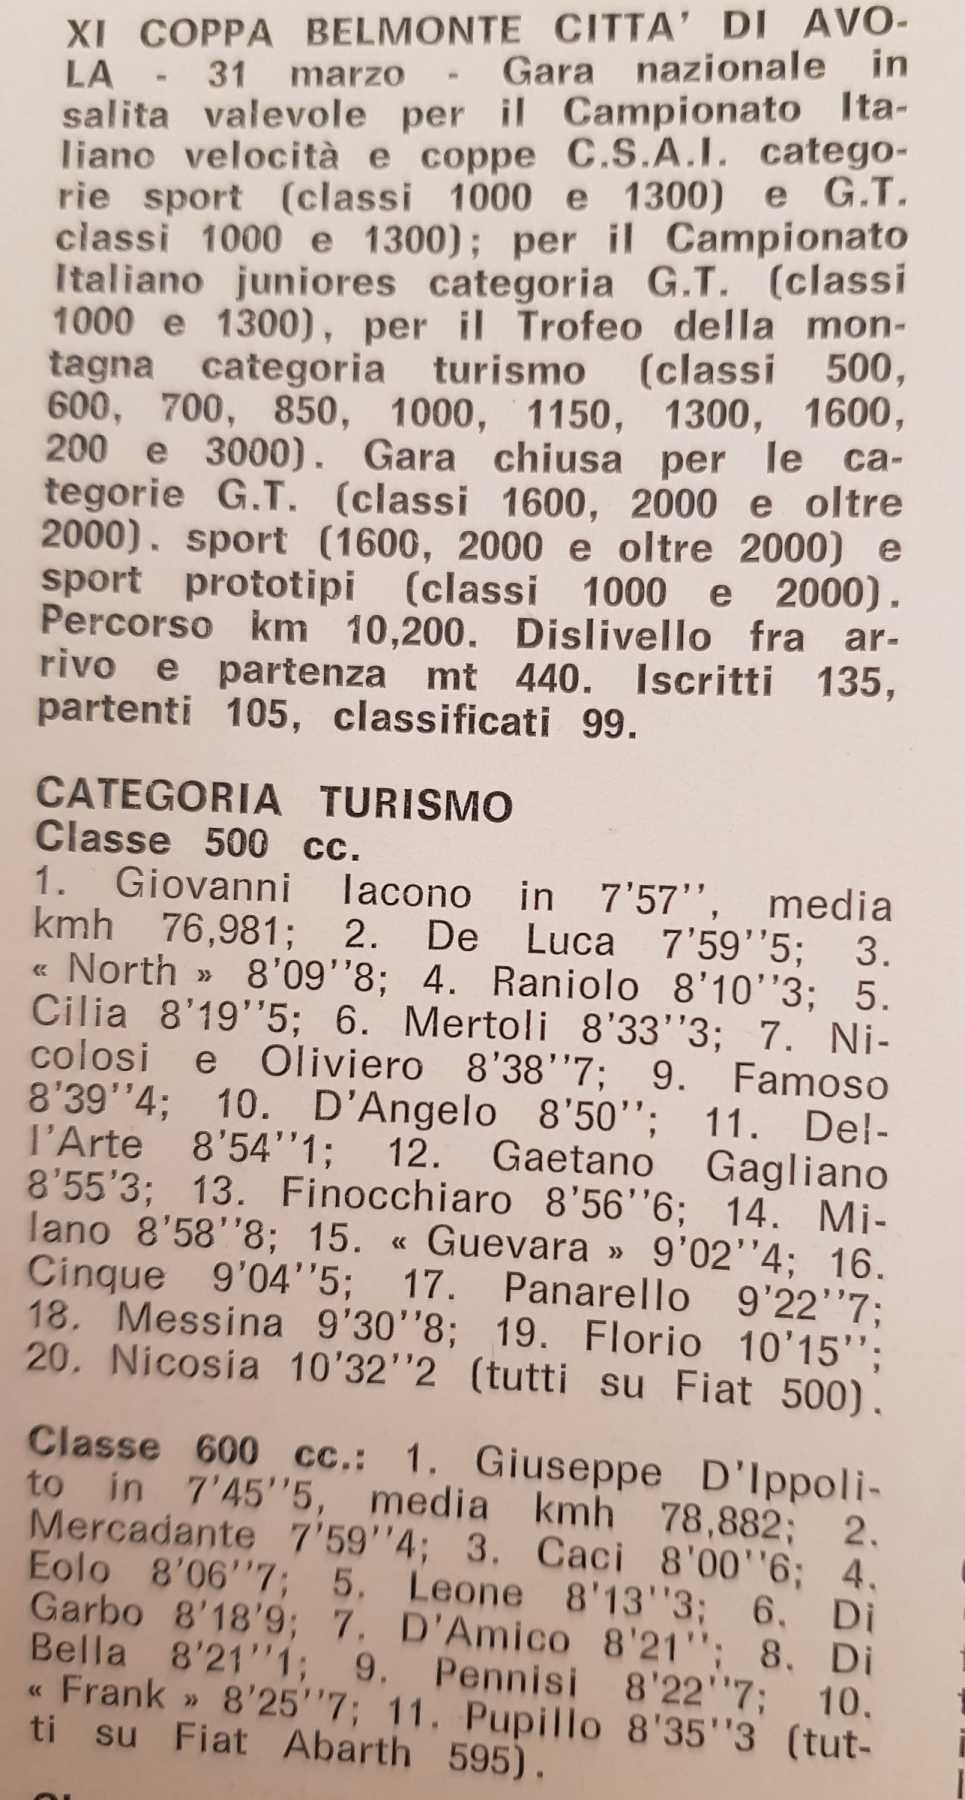 XI COPPA BELMONTE CITTA' DI AVO-
LA - 31 marzo - Gara nazionale in
salita valevole per il Campionato Ita-
liano velocità e coppe C.S.A.I. catego-
rie sport (classi 1000 e 1300) e G.T.
classi 1000 e 1300); per il Campionato
Italiano juniores categoria G.T. (classi
1000 e 1300), per il Trofeo della mon-
tagna categoria turismo (classi 500,
600, 700, 850, 1000, 1150, 1300, 1600,
200 e 3000). Gara chiusa per le ca-
tegorie G.T. (classi 1600, 2000 e oltre
2000). sport (1600, 2000 e oltre 2000) e
sport prototipi (classi 1000 e 2000).
Percorso km 10,200. Dislivello fra ar-
rivo e partenza mt 440. Iscritti 135,
partenti 105, classificati 99.
CATEGORIA TURISMO
Classe 500 cc.
1. Giovanni Iacono in 7'57'', media
kmh 76,981; 2. De Luca 7'59''5; 3.
« North » 8'09''8; 4. Raniolo 8'10''3; 5.
Cilia 8'19''5; 6. Mertoli 8'33''3; 7. Ni-
colosi e Oliviero 8'38''7; 9. Famoso
8'39''4; 10. D'Angelo 8'50''; 11. Del-
l'Arte 8'54''1; 12. Gaetano Gagliano
8'55'3; 13. Finocchiaro 8'56''6; 14. Mi-
lano 8'58''8; 15. « Guevara » 9'02''4; 16.
Cinque 9'04''5; 17. Panarello 9'22''7;
18. Messina 9'30''8; 19. Florio 10'15'';
20. Nicosia 10'32''2 (tutti su Fiat 500).
Classe 600 cc.: 1. Giuseppe D'Ippoli-
to in 7'45''5, media kmh 78,882; 2.
Mercadante 7'59''4; 3. Caci 8'00''6; 4.
Eolo 8'06''7; 5. Leone 8'13''3; 6. Di
Garbo 8'18'9; 7. D'Amico 8'21''; 8. Di
Bella 8'21''1; 9. Pennisi 8'22''7; 10.
« Frank » 8'25''7; 11. Pupillo 8'35''3 (tut-
ti su Fiat Abarth 595).